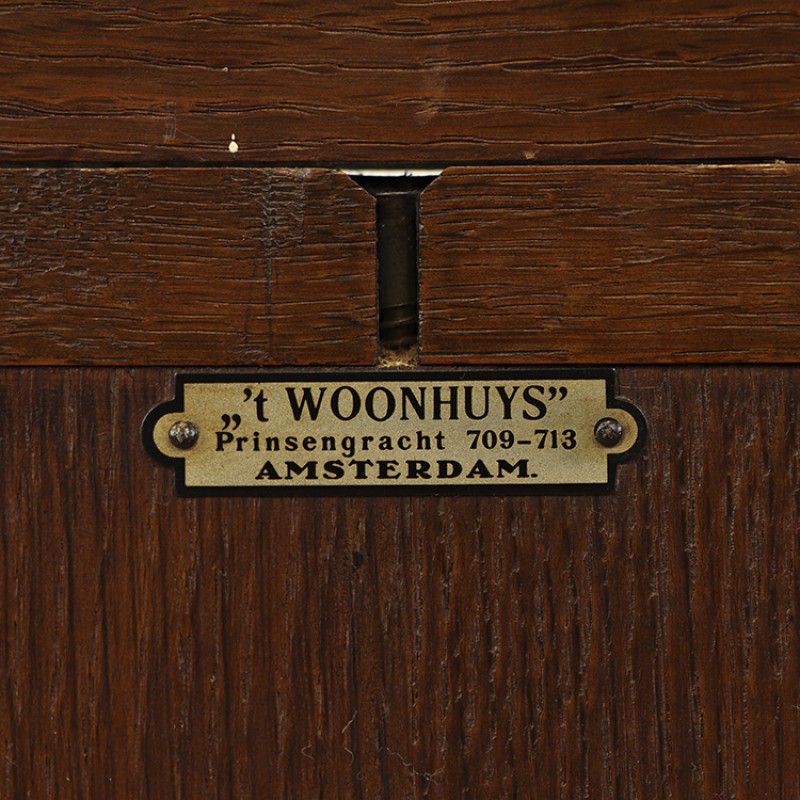 „'t WOONHUYS”
Prinsengracht 709-713
AMSTERDAM.